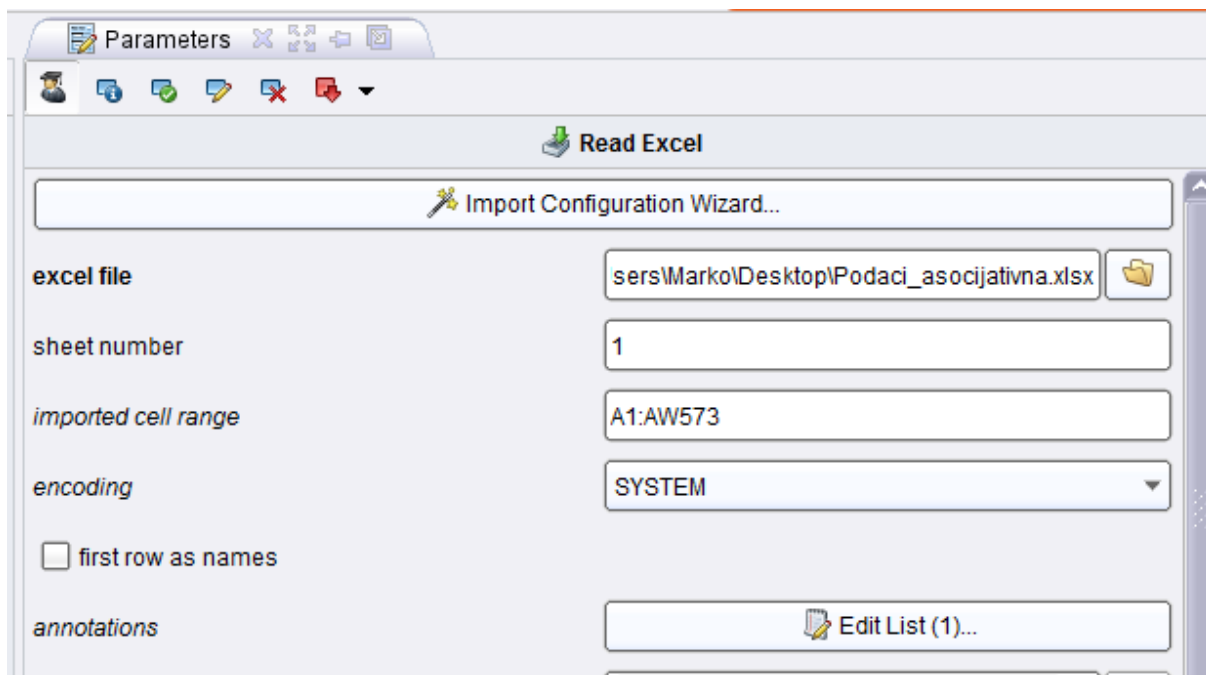 Parameters
Read Excel
Import Configuration Wizard...
excel file
sers\Marko\Desktop\Podaci_asocijativna.xlsx
sheet number
1
imported cell range
A1:AW573
encoding
SYSTEM
first row as names
annotations
Edit List (1)...